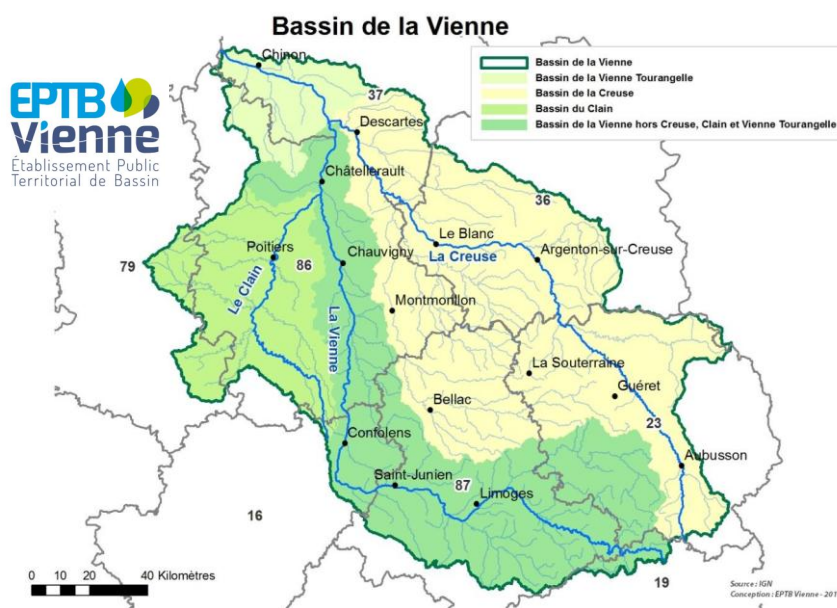 Bassin de la Vienne
EPTB
Vienne
Établissement Public
Territorial de Bassin
Bassin de la Vienne
Bassin de la Vienne Tourangelle
Bassin de la Creuse
Bassin du Clain
Bassin de la Vienne hors Creuse, Clain et Vienne Tourangelle
Chinon
37
Descartes
Châtellerault
36
Le Blanc
La Creuse
Argenton-sur-Creuse
Poitiers
86
Chauvigny
79
Le Clain
La Vienne
Montmorillon
La Souterraine
Guéret
Bellac
23
Confolens
Aubusson
Saint-Junien
87
Limoges
16
19
0 10 20 40 Kilomètres
Source : IGN
Conception : EPTB Vienne - 201